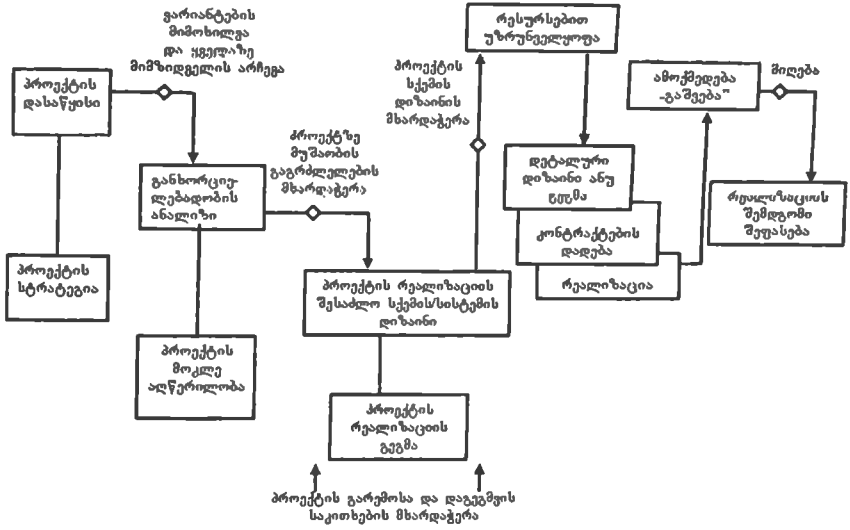 ვარიანტების
მიმოხილვა
და ყველაზე
მიმზიდველის არჩევა
პროექტის
დასაწყისი
პროექტის
სტრატეგია
განხორციე-
ლებადობის
ანალიზი
პროექტის
მოკლე
აღწერილობა
პროექტზე
მუშაობის
გაგრძელების
მხარდაჭერა
პროექტის რეალიზაციის
შესაძლო სქემის/სისტემის
დიზაინი
პროექტის
რეალიზაციის
გეგმა
პროექტის გარემოსა და დაგეგმვის
საკითხების მხარდაჭერა
პროექტის
სქემის
დიზაინის
მხარდაჭერა
რესურსებით
უზრუნველყოფა
დეტალური
დიზაინი ანუ
გეგმა
კონტრაქტების
დადება
რეალიზაცია
ამოქმედება
„გაშვება"
მიღება
რეალიზაციის
შემდგომი
შეფასება